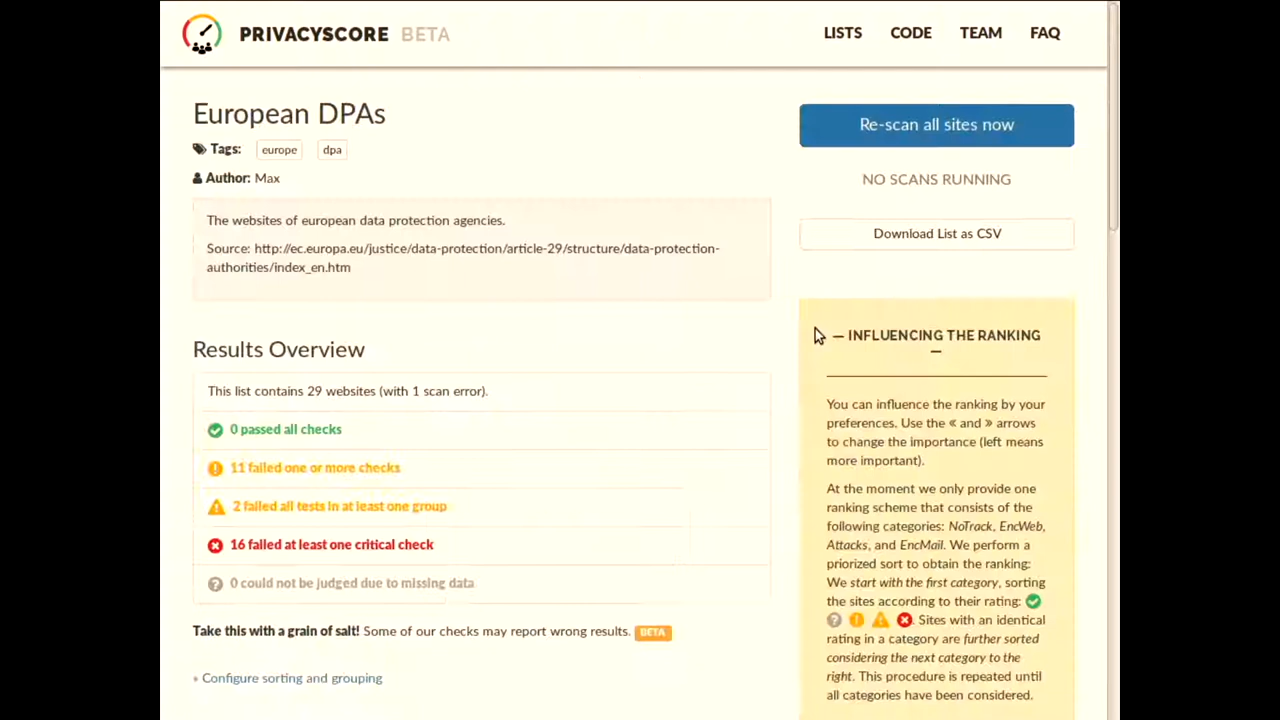 PRIVACYSCORE BETA
LISTS CODE TEAM FAQ
European DPAs
Tags: europe dpa
Author: Max
The websites of european data protection agencies.
Source: http://ec.europa.eu/justice/data-protection/article-29/structure/data-protection-
authorities/index_en.htm
Results Overview
This list contains 29 websites (with 1 scan error).
0 passed all checks
11 failed one or more checks
2 failed all tests in at least one group
16 failed at least one critical check
0 could not be judged due to missing data
Take this with a grain of salt! Some of our checks may report wrong results. BETA
» Configure sorting and grouping
Re-scan all sites now
NO SCANS RUNNING
Download List as CSV
— INFLUENCING THE RANKING
—
You can influence the ranking by your
preferences. Use the « and » arrows
to change the importance (left means
more important).
At the moment we only provide one
ranking scheme that consists of the
following categories: NoTrack, EncWeb,
Attacks, and EncMail. We perform a
priorized sort to obtain the ranking:
We start with the first category, sorting
the sites according to their rating:
. Sites with an identical
rating in a category are further sorted
considering the next category to the
right. This procedure is repeated until
all categories have been considered.